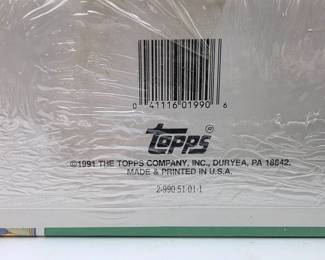 0 41116 01990 6
topps®
©1991 THE TOPPS COMPANY, INC., DURYEA, PA 18642.
MADE & PRINTED IN U.S.A.
2-990-51-01-1